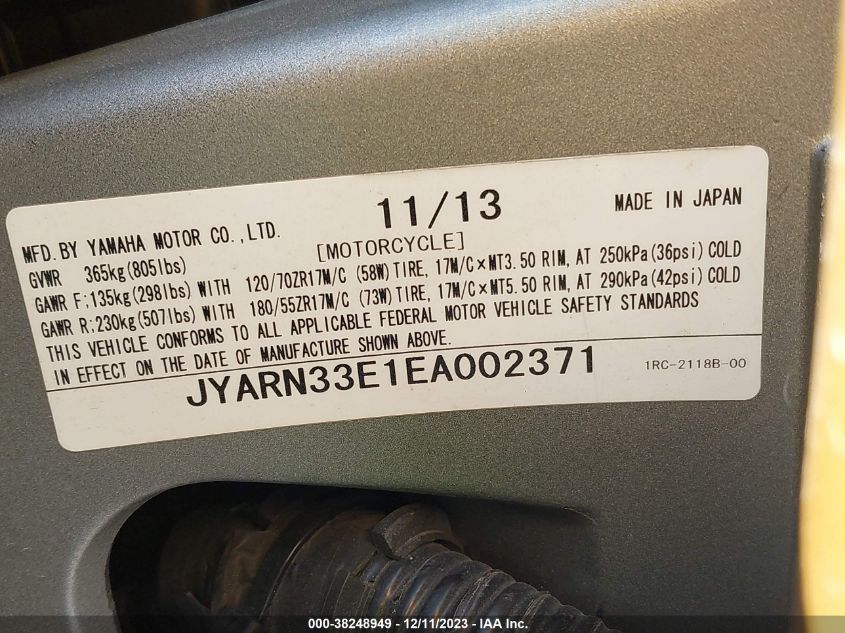 MFD. BY YAMAHA MOTOR CO.,LTD. 11/13 MADE IN JAPAN
[MOTORCYCLE]
GVWR 365kg(805lbs)
GAWR F;135kg(298lbs) WITH 120/70ZR17M/C (58W) TIRE, 17M/C×MT3.50 RIM, AT 250kPa(36psi) COLD
GAWR R;230kg(507lbs) WITH 180/55ZR17M/C (73W) TIRE, 17M/C×MT5.50 RIM, AT 290kPa(42psi) COLD
THIS VEHICLE CONFORMS TO ALL APPLICABLE FEDERAL MOTOR VEHICLE SAFETY STANDARDS
IN EFFECT ON THE DATE OF MANUFACTURE SHOWN ABOVE.
JYARN33E1EA002371 1RC-2118B-00
000-38248949 - 12/11/2023 - IAA Inc.